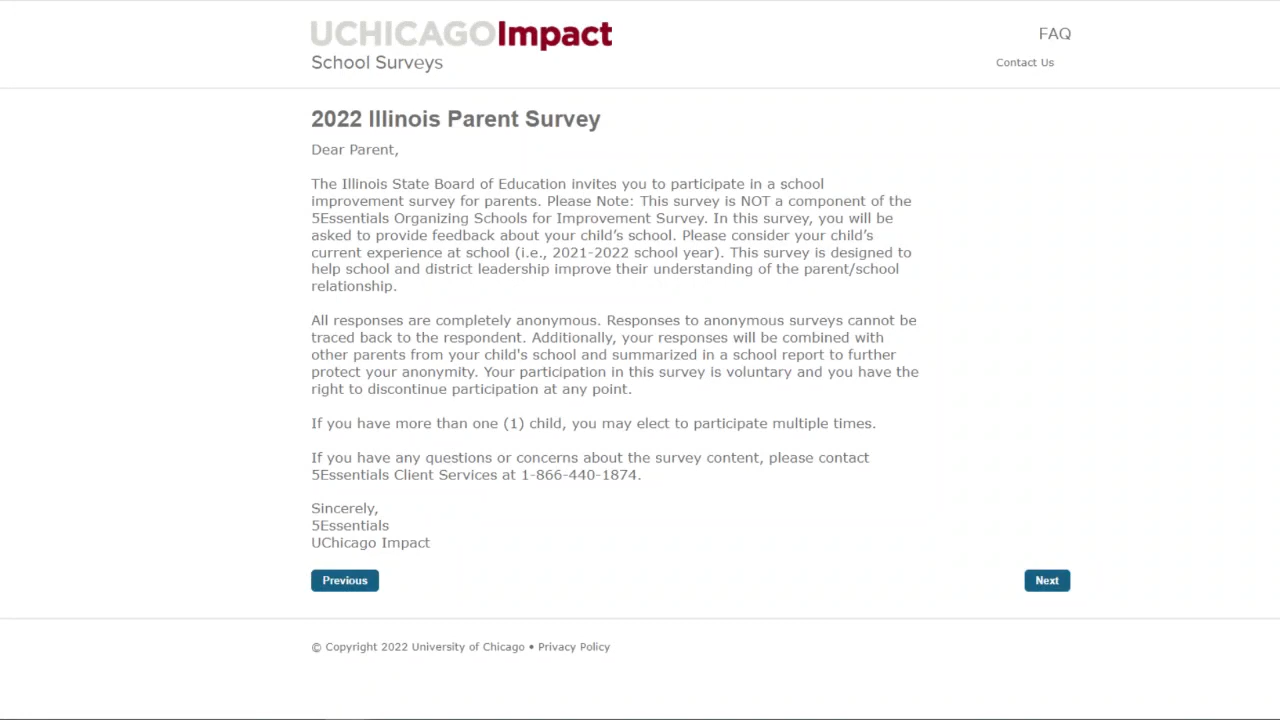 UCHICAGOImpact
School Surveys
FAQ
Contact Us
2022 Illinois Parent Survey
Dear Parent,
The Illinois State Board of Education invites you to participate in a school
improvement survey for parents. Please Note: This survey is NOT a component of the
5Essentials Organizing Schools for Improvement Survey. In this survey, you will be
asked to provide feedback about your child’s school. Please consider your child’s
current experience at school (i.e., 2021-2022 school year). This survey is designed to
help school and district leadership improve their understanding of the parent/school
relationship.
All responses are completely anonymous. Responses to anonymous surveys cannot be
traced back to the respondent. Additionally, your responses will be combined with
other parents from your child's school and summarized in a school report to further
protect your anonymity. Your participation in this survey is voluntary and you have the
right to discontinue participation at any point.
If you have more than one (1) child, you may elect to participate multiple times.
If you have any questions or concerns about the survey content, please contact
5Essentials Client Services at 1-866-440-1874.
Sincerely,
5Essentials
UChicago Impact
Previous
Next
© Copyright 2022 University of Chicago • Privacy Policy